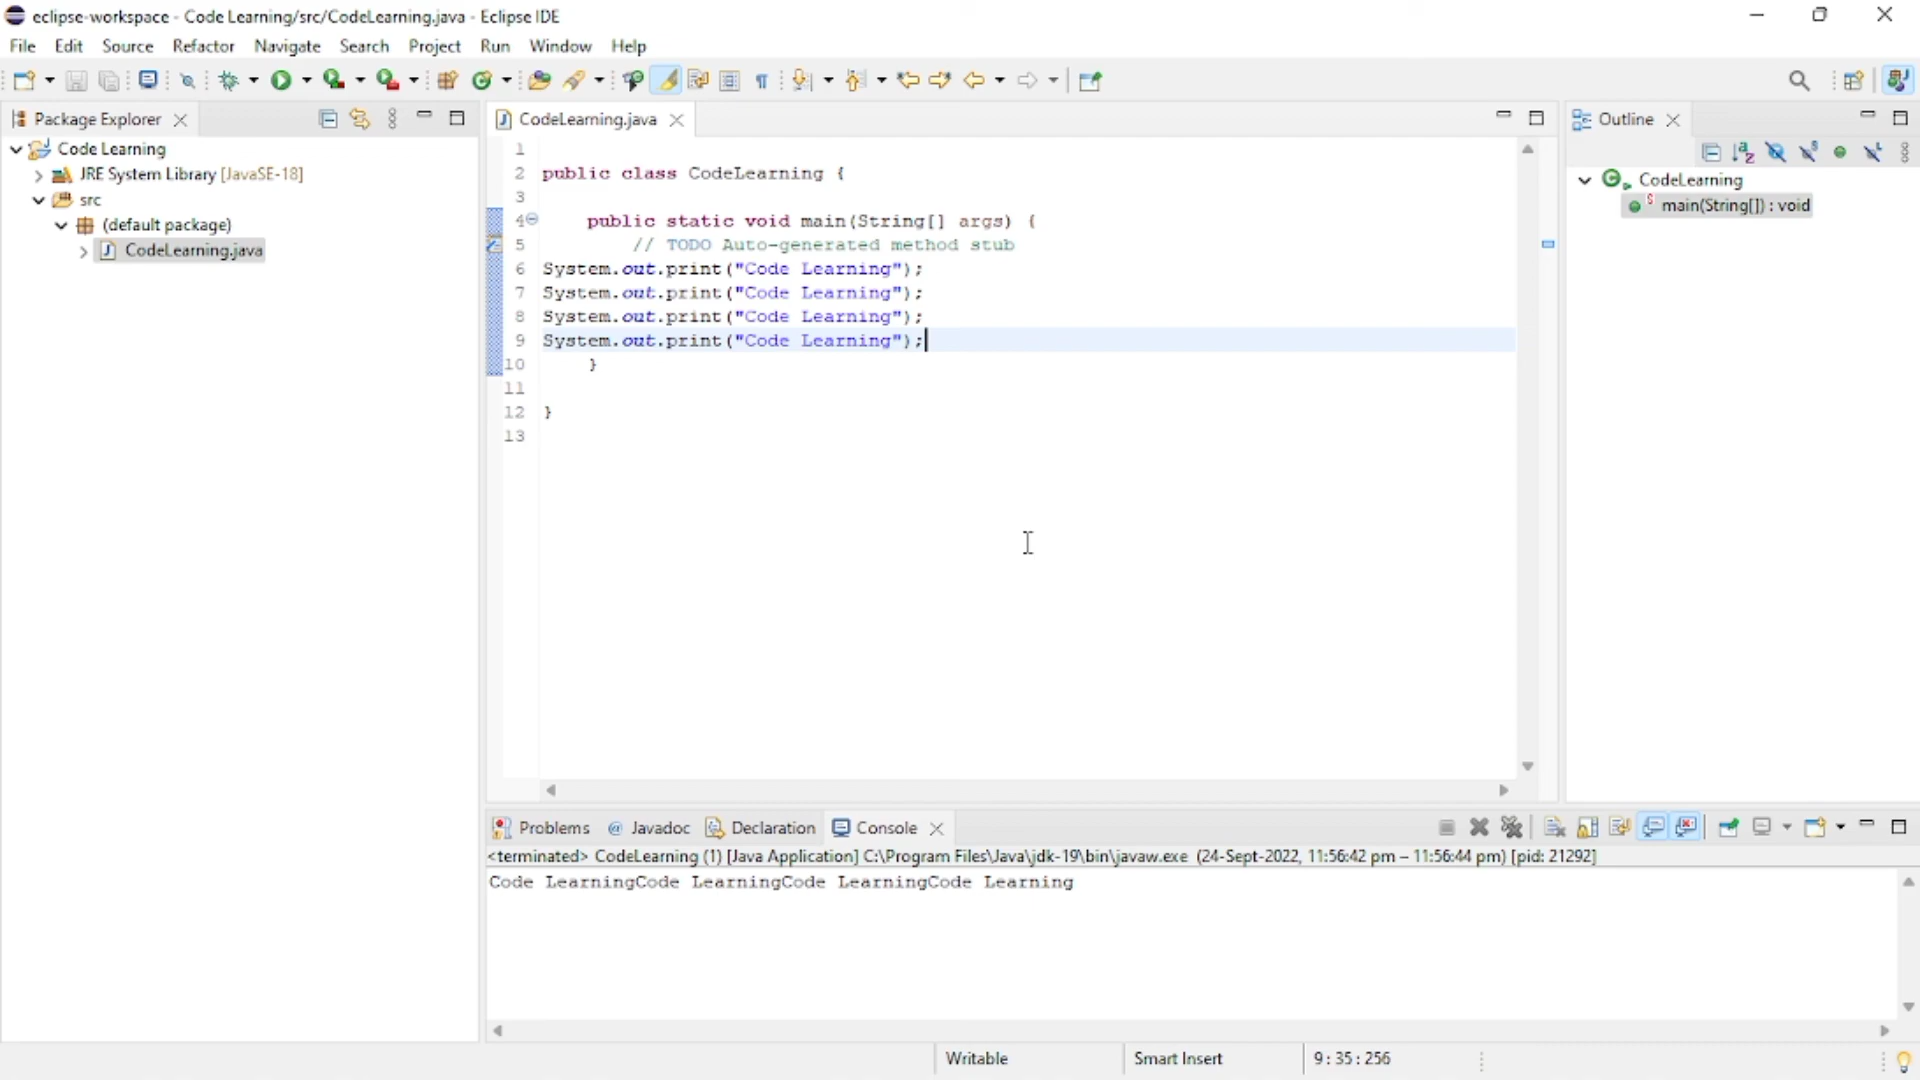 eclipse-workspace - Code Learning/src/CodeLearning.java - Eclipse IDE
File Edit Source Refactor Navigate Search Project Run Window Help
Package Explorer
Code Learning
JRE System Library [JavaSE-18]
src
(default package)
CodeLearning.java
CodeLearning.java
1
2 public class CodeLearning {
3
4 public static void main(String[] args) {
5 // TODO Auto-generated method stub
6 System.out.print("Code Learning");
7 System.out.print("Code Learning");
8 System.out.print("Code Learning");
9 System.out.print("Code Learning");
10 }
11
12 }
13
Outline
CodeLearning
main(String[]) : void
Problems Javadoc Declaration Console
<terminated> CodeLearning (1) [Java Application] C:\Program Files\Java\jdk-19\bin\javaw.exe (24-Sept-2022, 11:56:42 pm – 11:56:44 pm) [pid: 21292]
Code LearningCode LearningCode LearningCode Learning
Writable Smart Insert 9 : 35 : 256